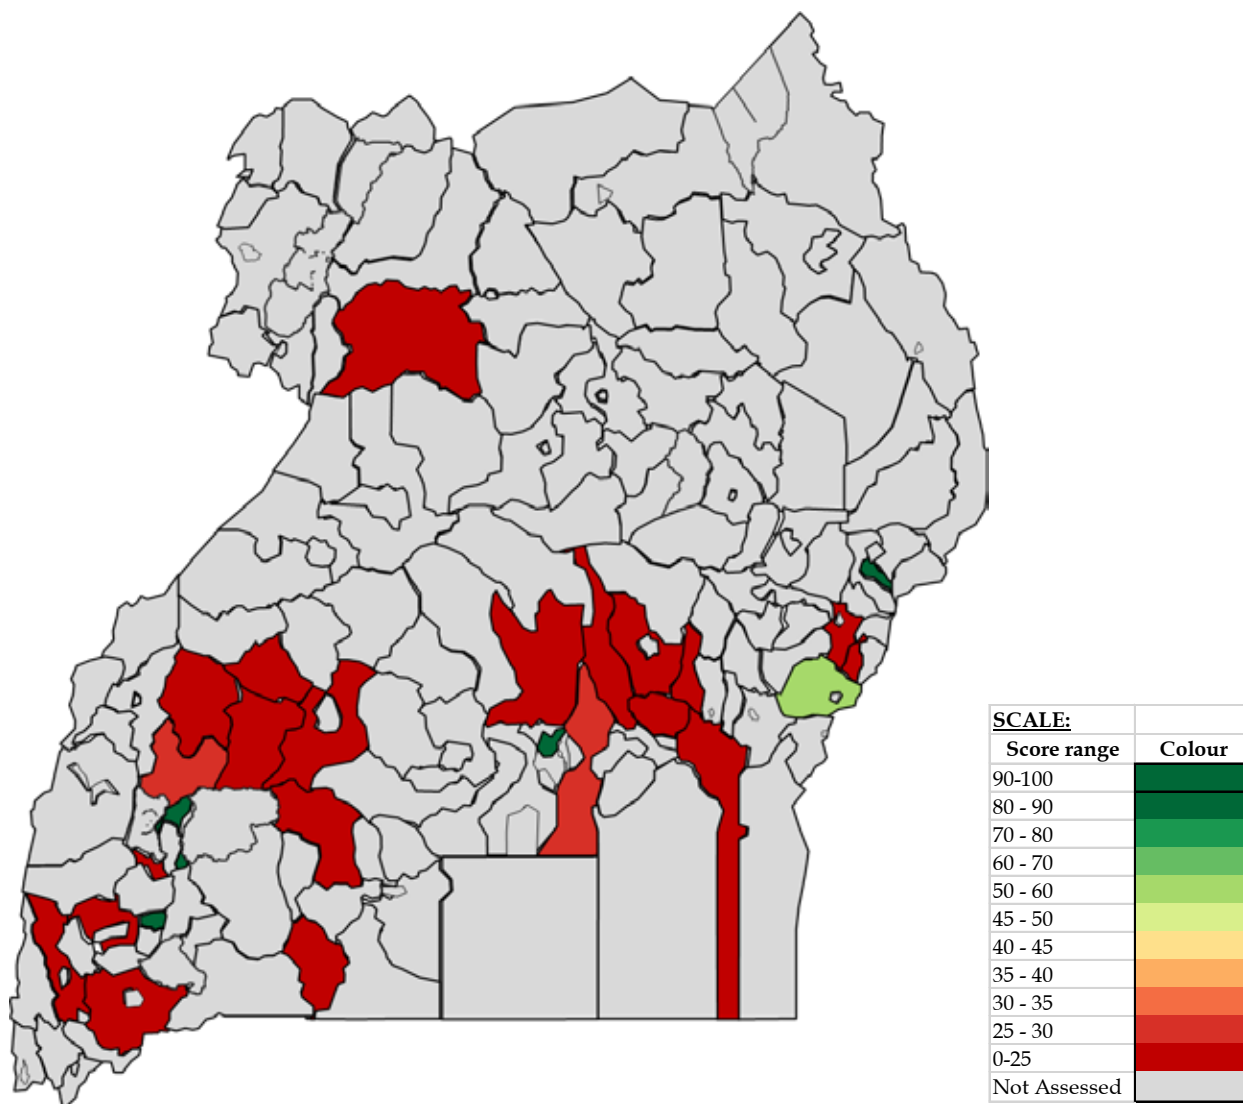 SCALE:
Score range Colour
90-100
80 - 90
70 - 80
60 - 70
50 - 60
45 - 50
40 - 45
35 - 40
30 - 35
25 - 30
0-25
Not Assessed